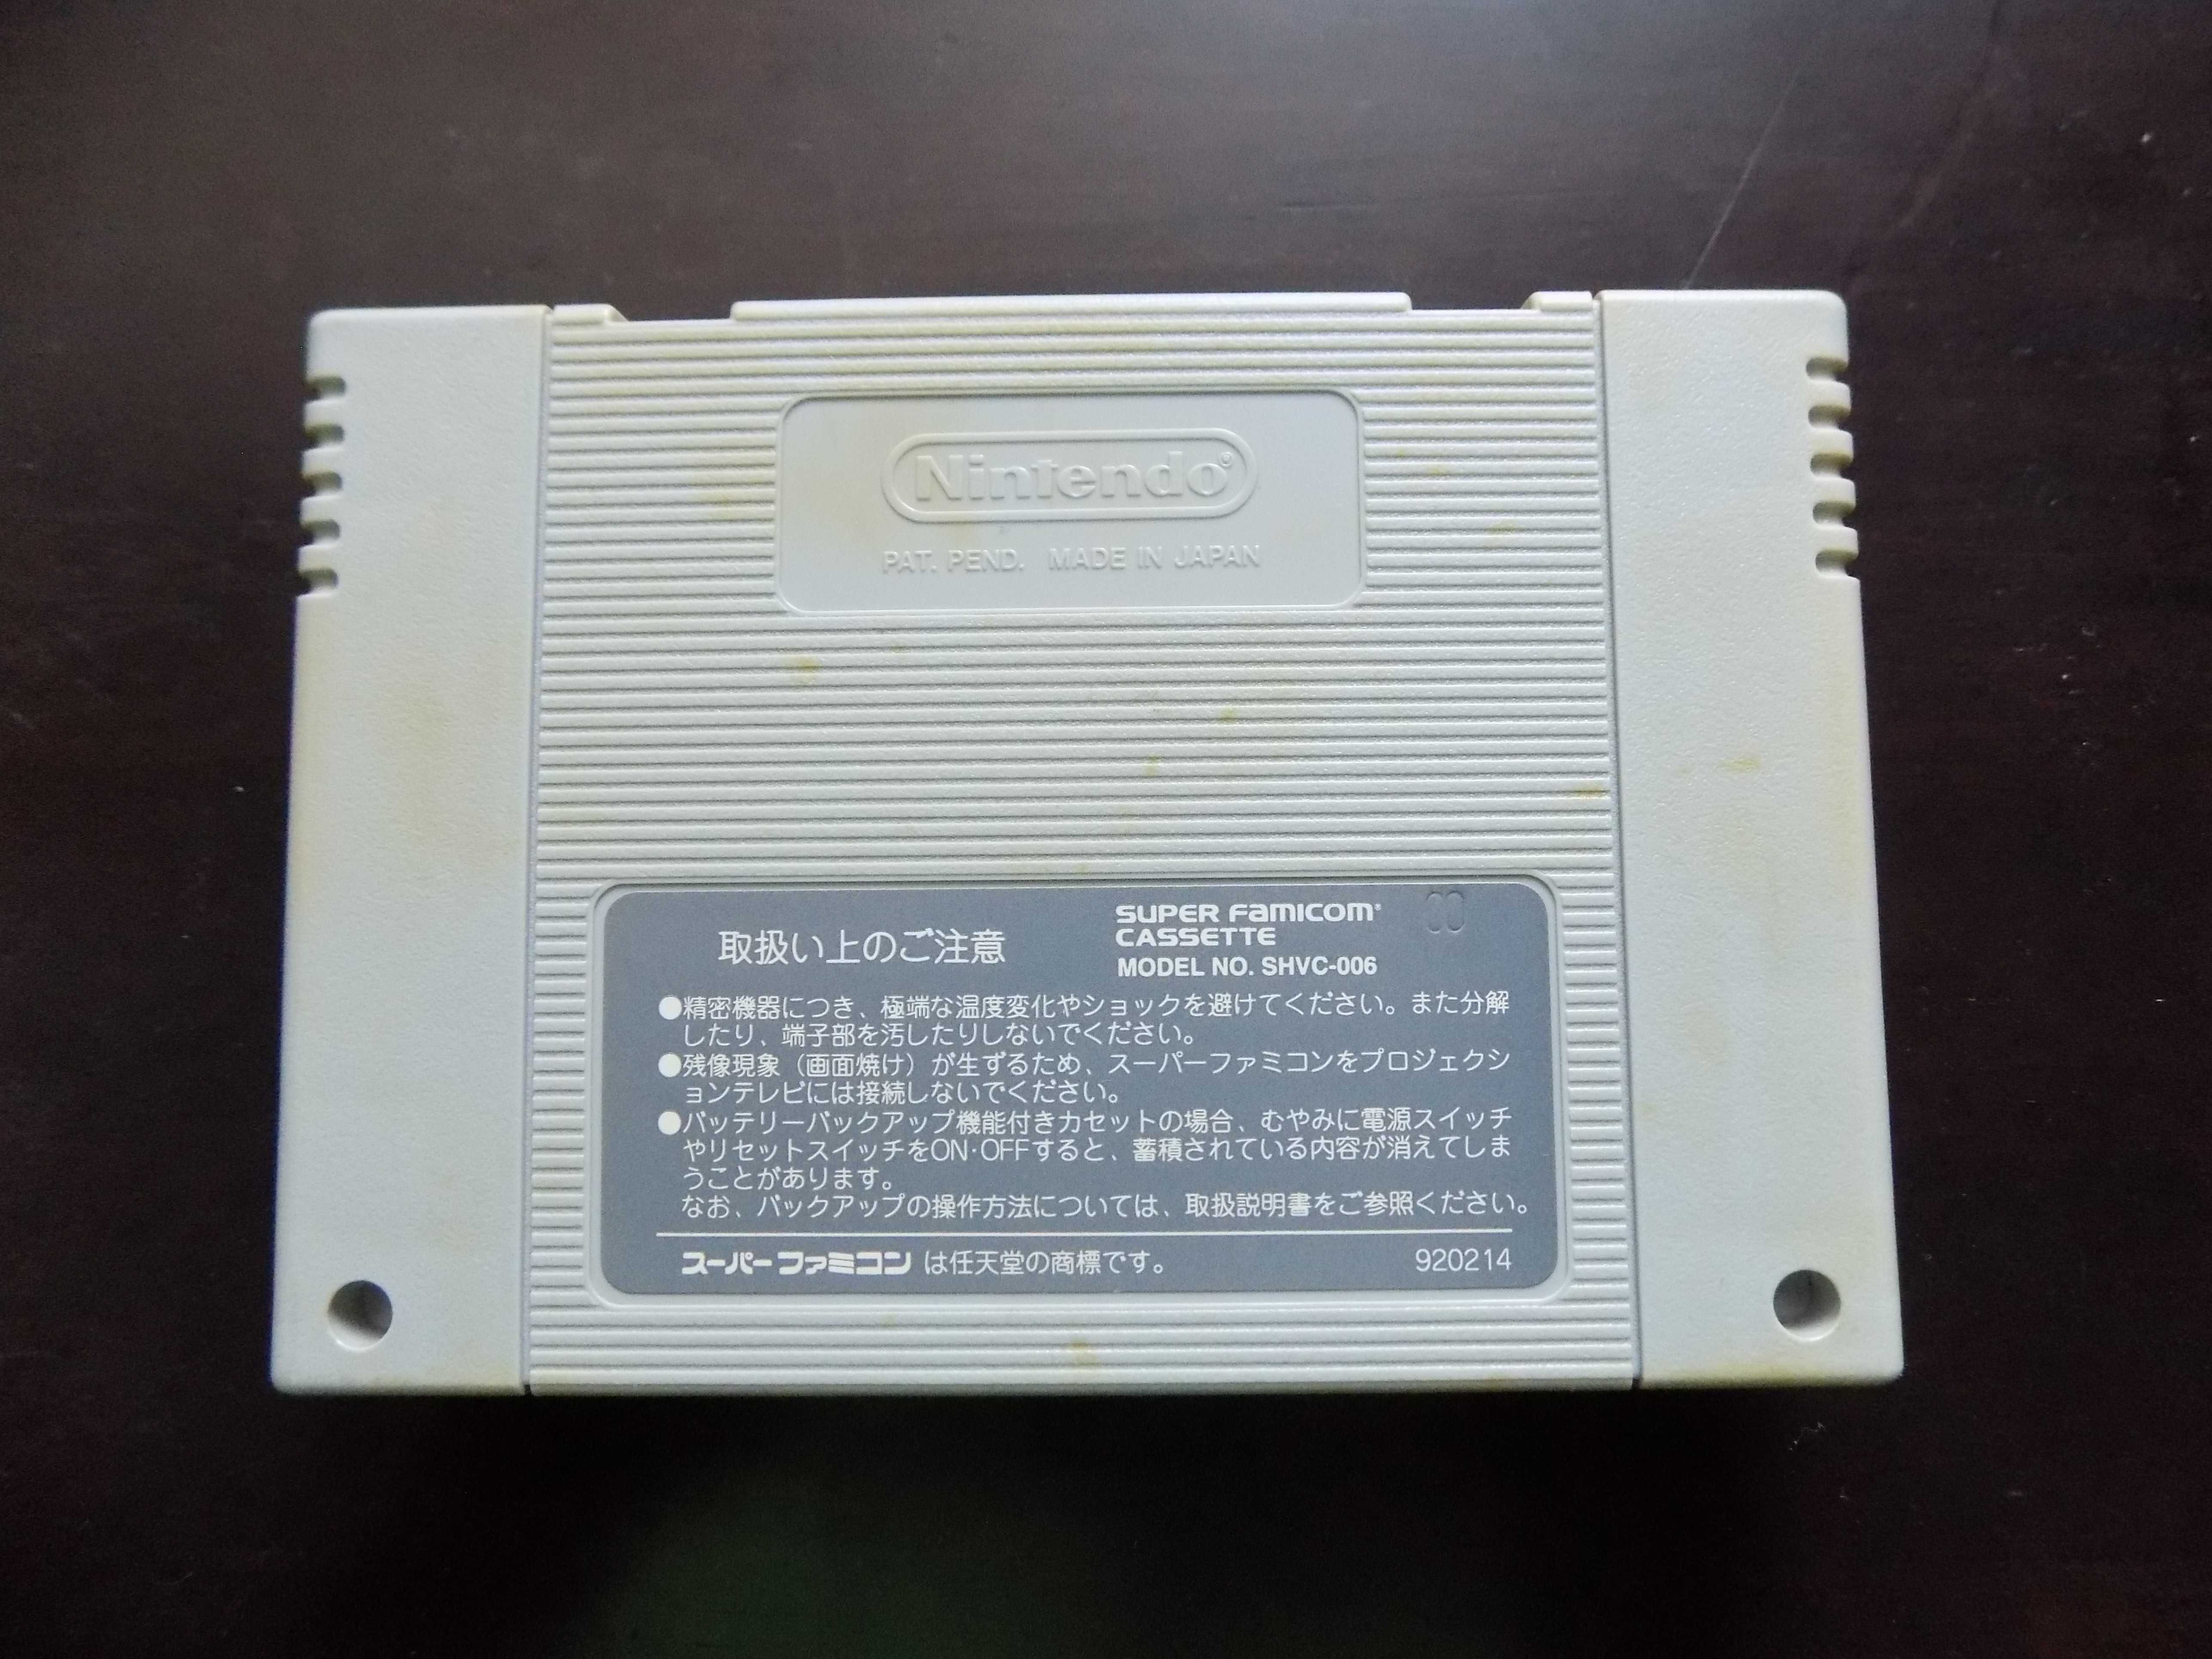 Nintendo®
PAT. PEND. MADE IN JAPAN
取扱い上のご注意
SUPER FAMICOM®
CASSETTE
MODEL NO. SHVC-006
00
●精密機器につき、極端な温度変化やショックを避けてください。また分解
したり、端子部を汚したりしないでください。
●残像現象（画面焼け）が生ずるため、スーパーファミコンをプロジェクシ
ョンテレビには接続しないでください。
●バッテリーバックアップ機能付きカセットの場合、むやみに電源スイッチ
やリセットスイッチをON・OFFすると、蓄積されている内容が消えてしま
うことがあります。
なお、バックアップの操作方法については、取扱説明書をご参照ください。
スーパーファミコン は任天堂の商標です。 920214